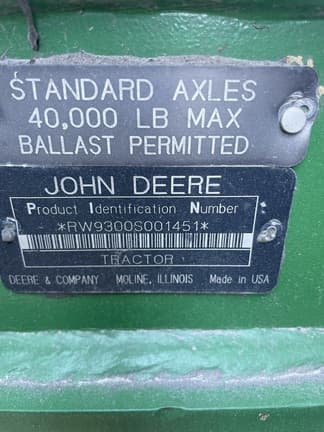 STANDARD AXLES
40,000 LB MAX
BALLAST PERMITTED
JOHN DEERE
Product Identification Number
*RW9300S001451*
TRACTOR
DEERE & COMPANY MOLINE, ILLINOIS Made in USA